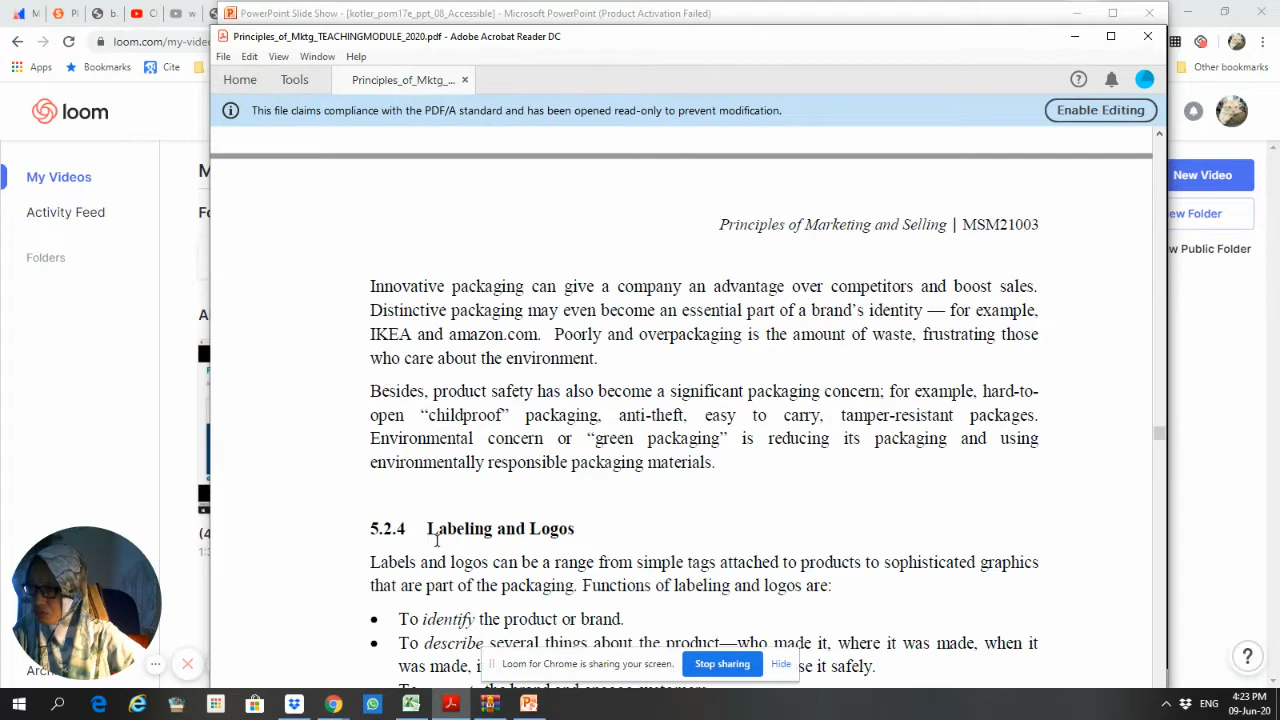 PowerPoint Slide Show - [kotler_pom17e_ppt_08_Accessible] - Microsoft PowerPoint (Product Activation Failed)
Principles_of_Mktg_TEACHINGMODULE_2020.pdf - Adobe Acrobat Reader DC
loom.com/my-video
File Edit View Window Help
Apps Bookmarks Cite
Other bookmarks
Home Tools Principles_of_Mktg_...
This file claims compliance with the PDF/A standard and has been opened read-only to prevent modification.
Enable Editing
loom
My Videos
New Video
Activity Feed
ew Folder
Folders
w Public Folder
Principles of Marketing and Selling | MSM21003
Innovative packaging can give a company an advantage over competitors and boost sales.
Distinctive packaging may even become an essential part of a brand’s identity — for example,
IKEA and amazon.com. Poorly and overpackaging is the amount of waste, frustrating those
who care about the environment.
Besides, product safety has also become a significant packaging concern; for example, hard-to-
open “childproof” packaging, anti-theft, easy to carry, tamper-resistant packages.
Environmental concern or “green packaging” is reducing its packaging and using
environmentally responsible packaging materials.
5.2.4 Labeling and Logos
Labels and logos can be a range from simple tags attached to products to sophisticated graphics
that are part of the packaging. Functions of labeling and logos are:
• To identify the product or brand.
• To describe several things about the product—who made it, where it was made, when it
was made, i
se it safely.
Loom for Chrome is sharing your screen. Stop sharing Hide
ENG
4:23 PM
09-Jun-20